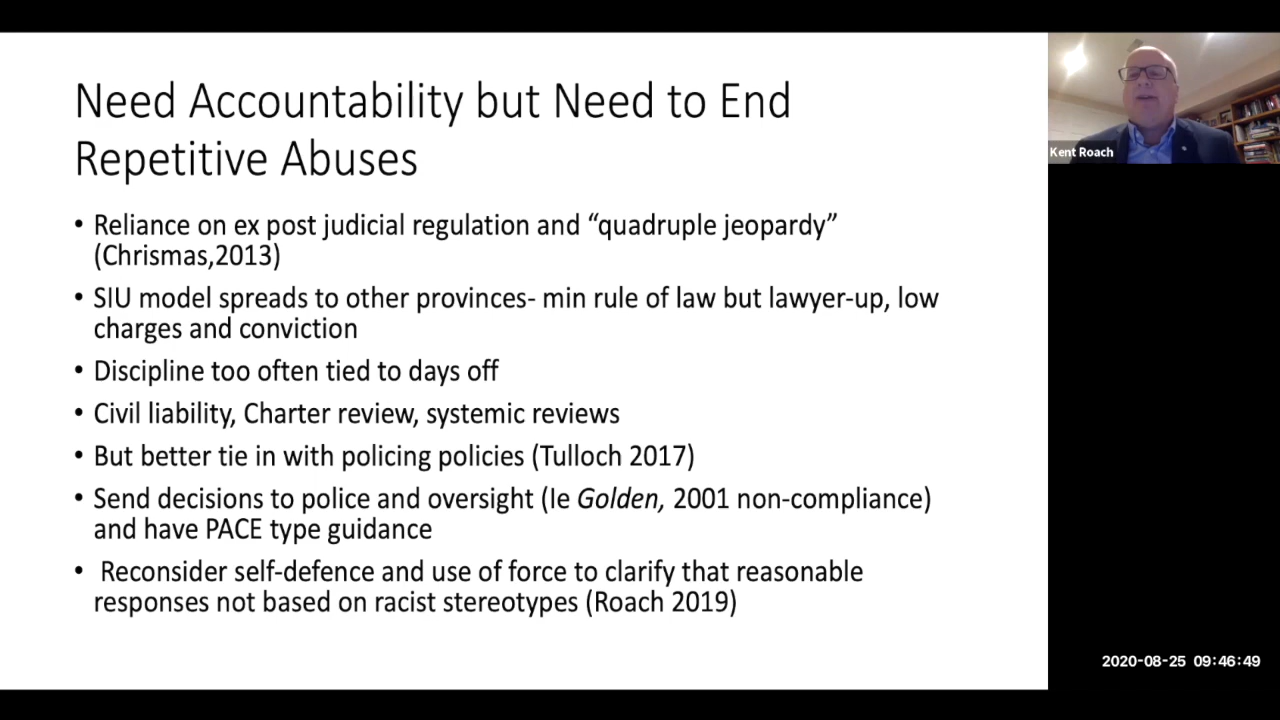 Need Accountability but Need to End
Repetitive Abuses
• Reliance on ex post judicial regulation and “quadruple jeopardy”
(Chrismas,2013)
• SIU model spreads to other provinces- min rule of law but lawyer-up, low
charges and conviction
• Discipline too often tied to days off
• Civil liability, Charter review, systemic reviews
• But better tie in with policing policies (Tulloch 2017)
• Send decisions to police and oversight (Ie Golden, 2001 non-compliance)
and have PACE type guidance
• Reconsider self-defence and use of force to clarify that reasonable
responses not based on racist stereotypes (Roach 2019)
Kent Roach
2020-08-25 09:46:49